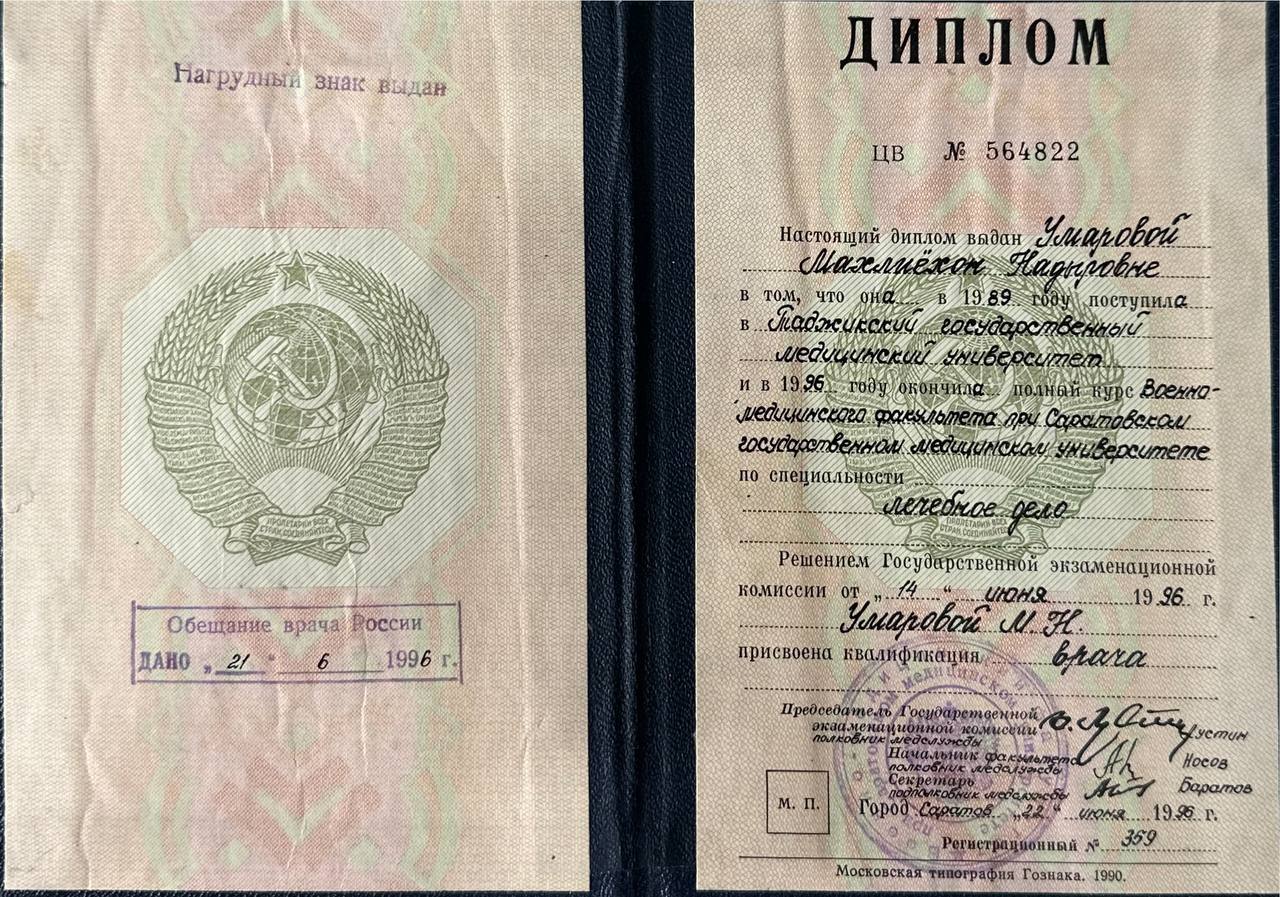 Нагрудный знак выдан
ПРОЛЕТАРИИ ВСЕХ
СТРАН, СОЕДИНЯЙТЕСЬ
Обещание врача России
ДАНО „ 21 “ 6 1996 г.
ДИПЛОМ
ЦВ № 564822
Настоящий диплом выдан Умаровой
Махлиёхон Надыровне
в том, что она в 1989 году поступила
в Таджикский государственный
медицинский университет
и в 1996 году окончила полный курс Военно-
медицинского факультета при Саратовском
государственном медицинском университете
по специальности
лечебное дело
Решением Государственной экзаменационной
комиссии от „ 14 “ июня 1996 г.
Умаровой М. Н.
присвоена квалификация врача
Председатель Государственной
экзаменационной комиссии
полковник медслужбы Устин
Начальник факультета
полковник медслужбы Носов
Секретарь
подполковник медслужбы Баратов
М. П.
Город Саратов „22“ июня 1996 г.
Регистрационный № 359
Московская типография Гознака. 1990.